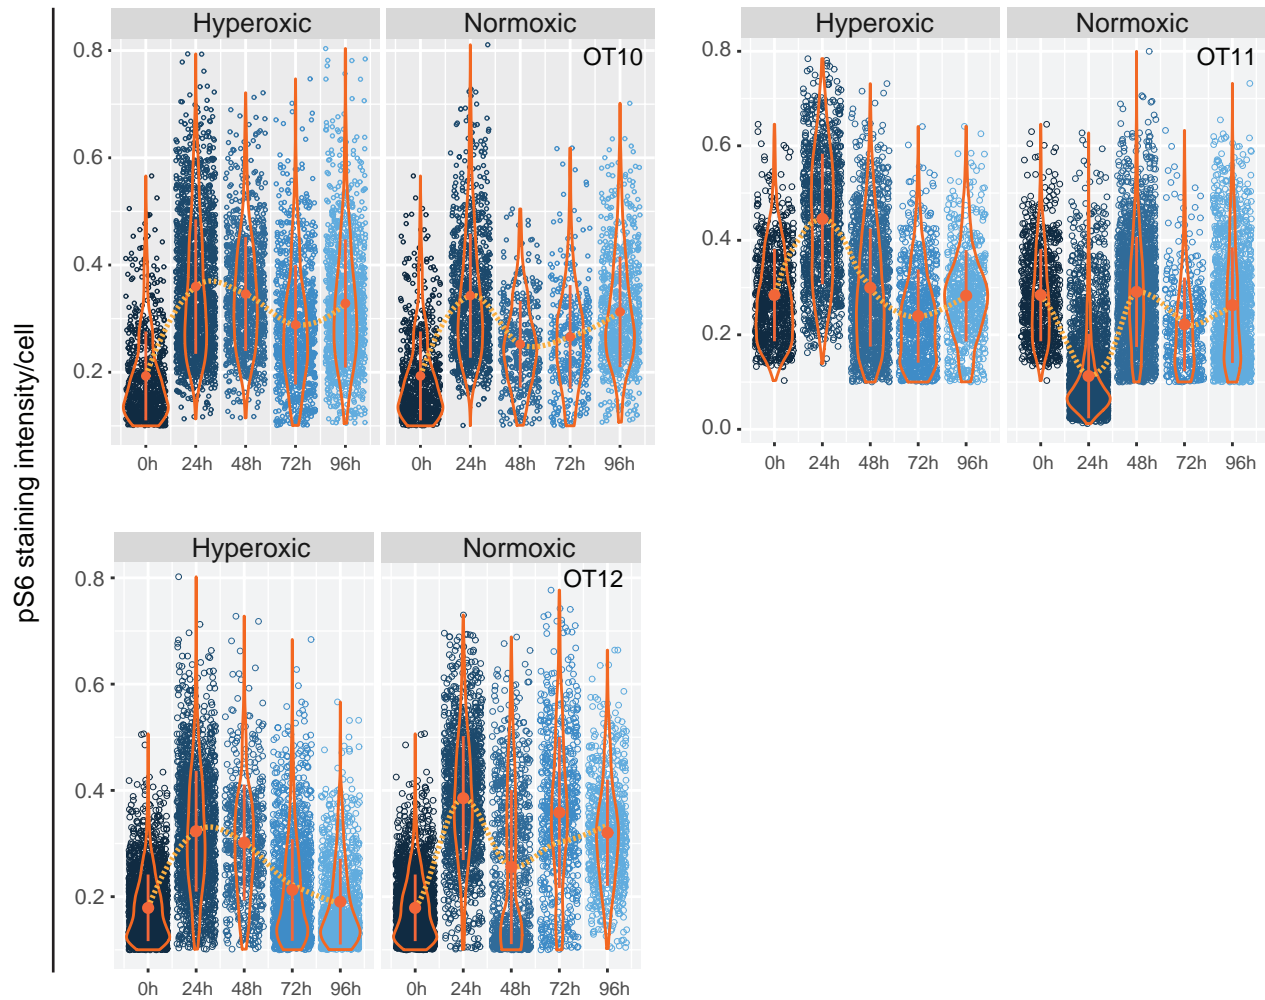 pS6 staining intensity/cell
Hyperoxic Normoxic
OT10
0.8
0.6
0.4
0.2
0h 24h 48h 72h 96h 0h 24h 48h 72h 96h
Hyperoxic Normoxic
OT11
0.8
0.6
0.4
0.2
0.0
0h 24h 48h 72h 96h 0h 24h 48h 72h 96h
Hyperoxic Normoxic
OT12
0.8
0.6
0.4
0.2
0h 24h 48h 72h 96h 0h 24h 48h 72h 96h